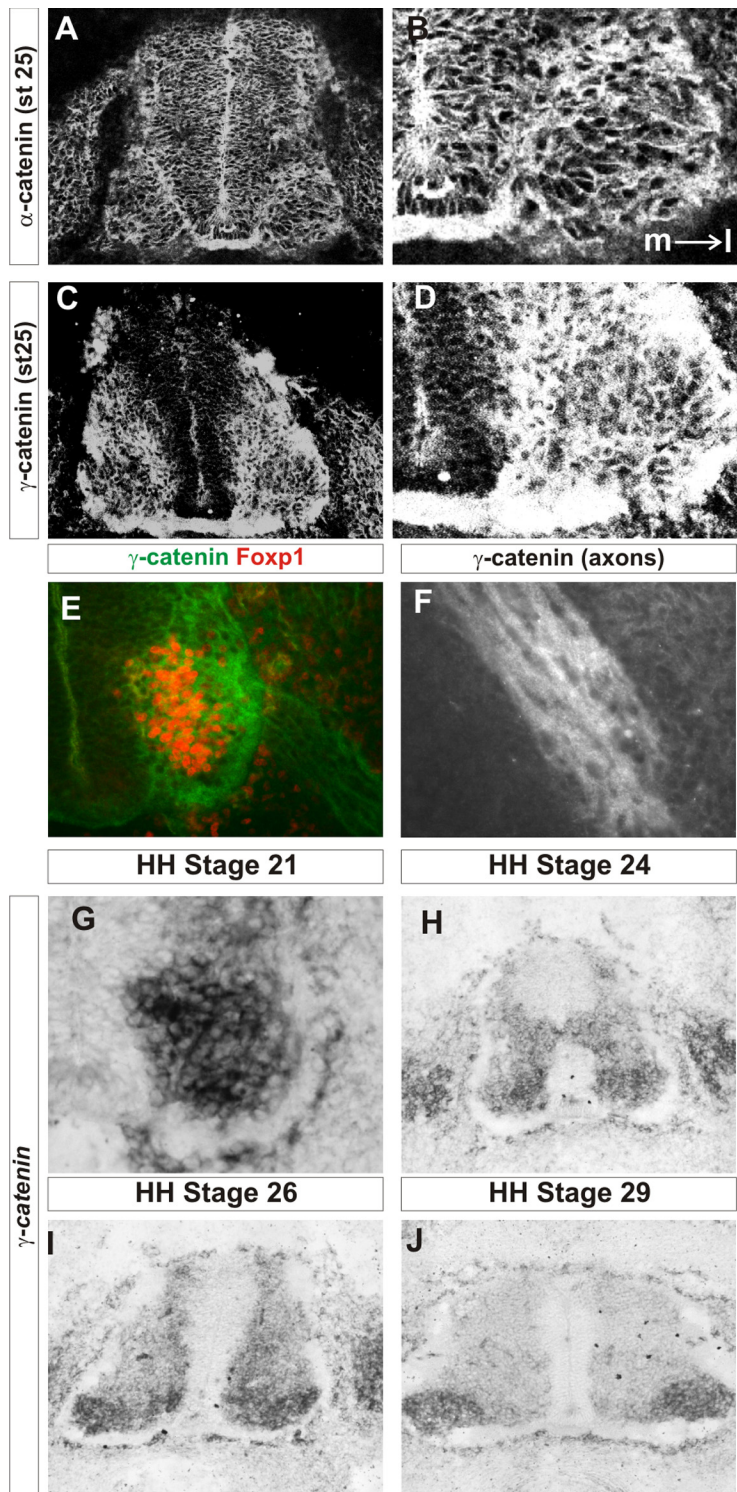 α-catenin (st 25)
A
B
m → l
γ-catenin (st25)
C
D
γ-catenin Foxp1
γ-catenin (axons)
E
F
HH Stage 21
HH Stage 24
γ-catenin
G
H
HH Stage 26
HH Stage 29
I
J